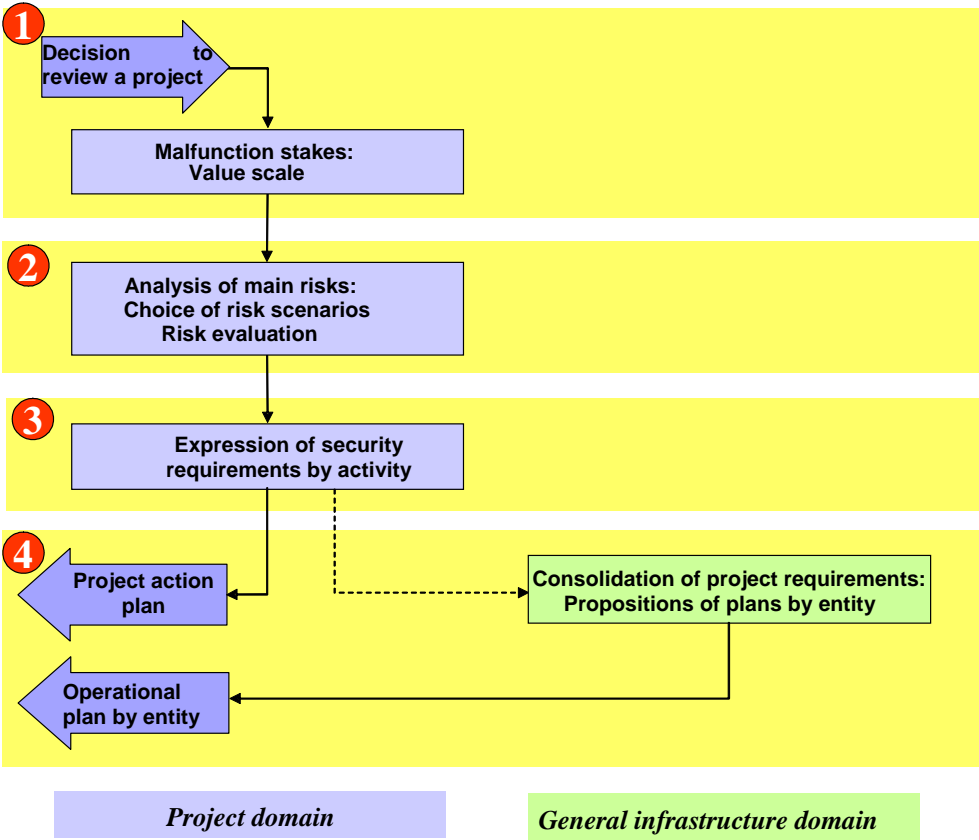 1
Decision to
review a project
Malfunction stakes:
Value scale
2
Analysis of main risks:
Choice of risk scenarios
Risk evaluation
3
Expression of security
requirements by activity
4
Project action
plan
Consolidation of project requirements:
Propositions of plans by entity
Operational
plan by entity
Project domain
General infrastructure domain